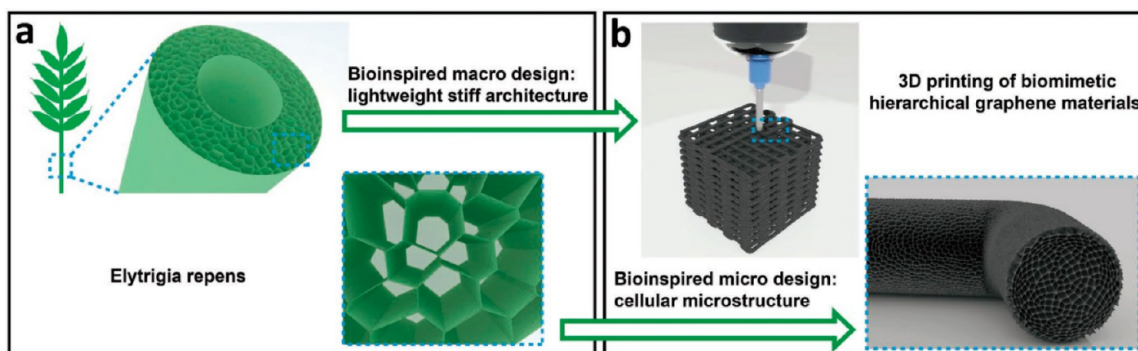 a
Bioinspired macro design:
lightweight stiff architecture
Elytrigia repens
b
3D printing of biomimetic
hierarchical graphene materials
Bioinspired micro design:
cellular microstructure